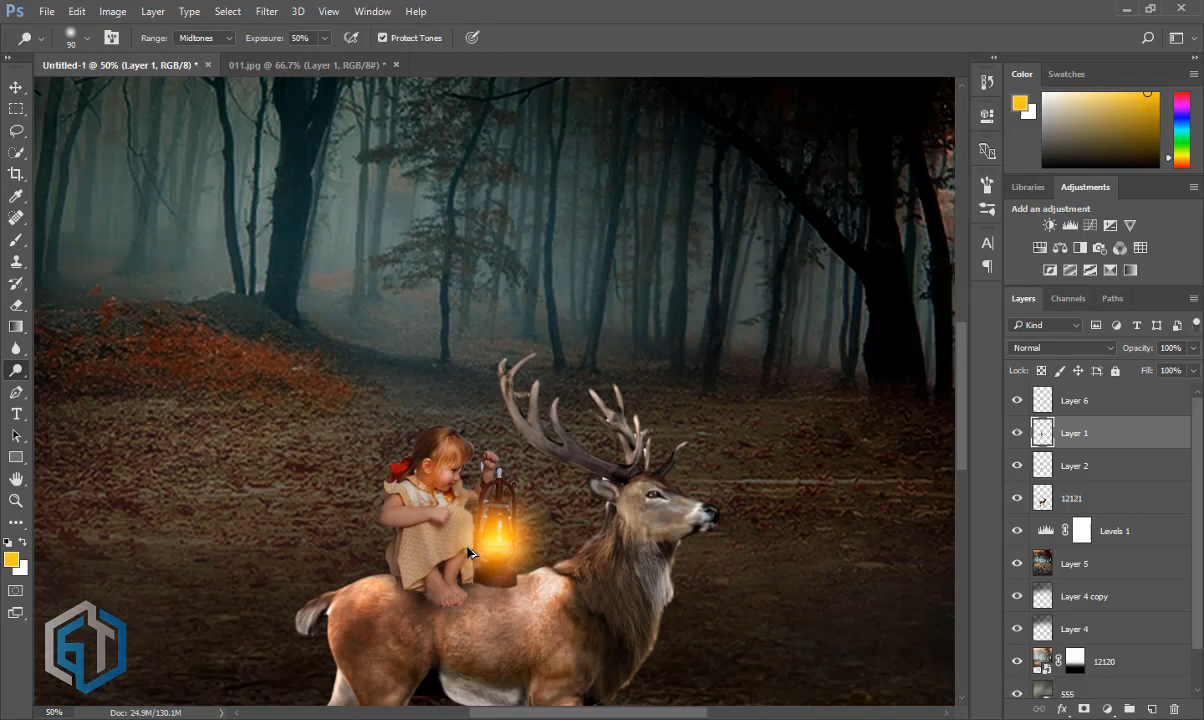 Ps File Edit Image Layer Type Select Filter 3D View Window Help
90 Range: Midtones Exposure: 50% Protect Tones
Untitled-1 @ 50% (Layer 1, RGB/8) * × 011.jpg @ 66.7% (Layer 1, RGB/8#) * ×
Color Swatches
Libraries Adjustments
Add an adjustment
Layers Channels Paths
Kind
Normal Opacity: 100%
Lock: Fill: 100%
Layer 6
Layer 1
Layer 2
12121
Levels 1
Layer 5
Layer 4 copy
Layer 4
12120
555
GT
50% Doc: 24.9M/130.1M